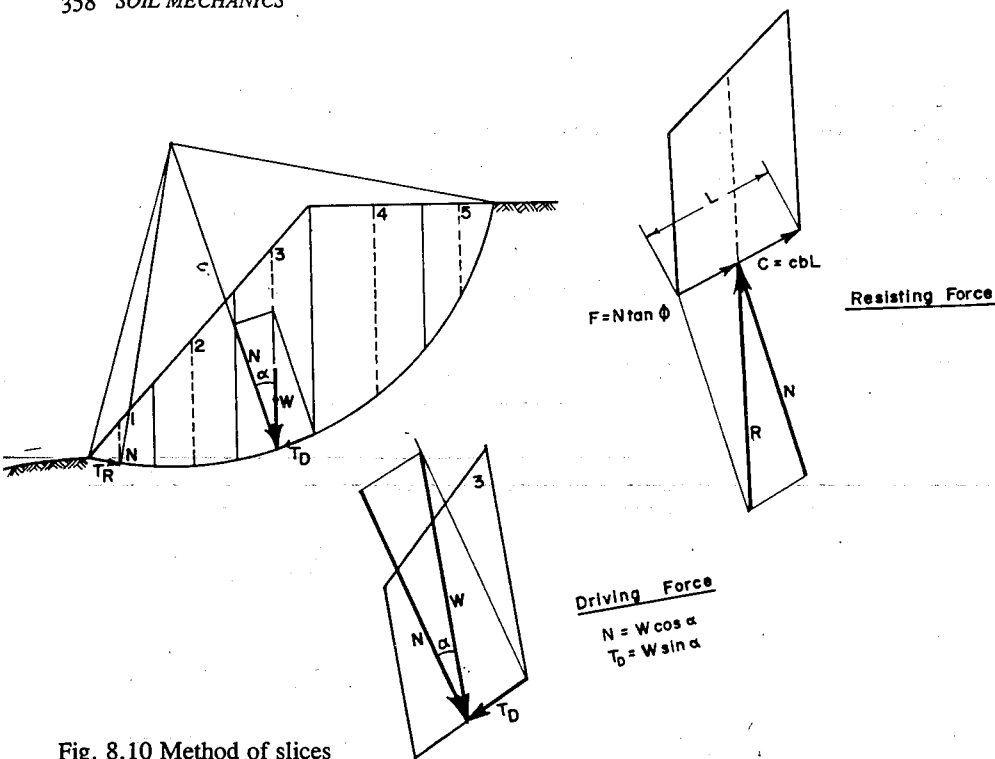 358 SOIL MECHANICS
4
5
3
2
1
N
α
W
T_D
N
T_R
L
C = cbL
F = N tan ϕ
Resisting Force
N
R
3
W
N
α
T_D
Driving Force
N = W cos α
T_D = W sin α
Fig. 8.10 Method of slices